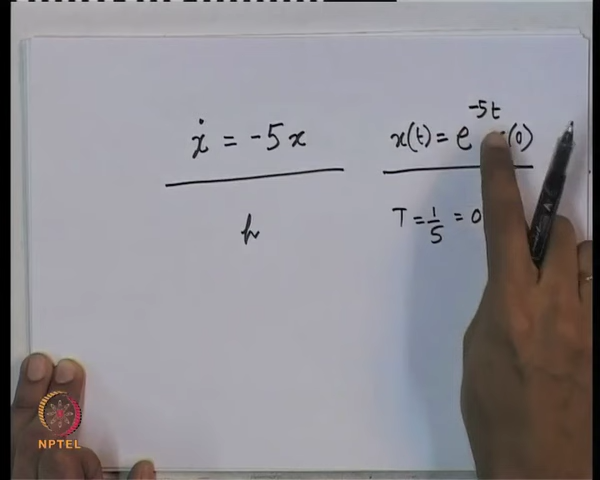 ẋ = -5x
x(t) = e^{-5t} (0)
h
T = 1/5 = 0
NPTEL